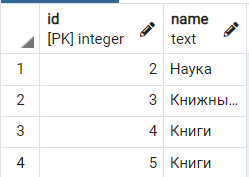 id name
[PK] integer text
1 2 Наука
2 3 Книжны...
3 4 Книги
4 5 Книги